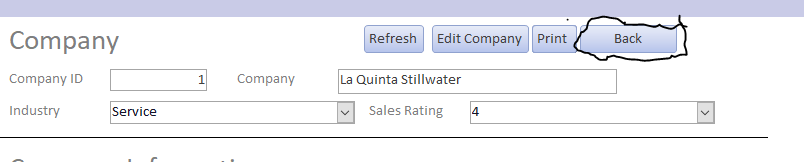 Company Refresh Edit Company Print Back
Company ID 1 Company La Quinta Stillwater
Industry Service Sales Rating 4